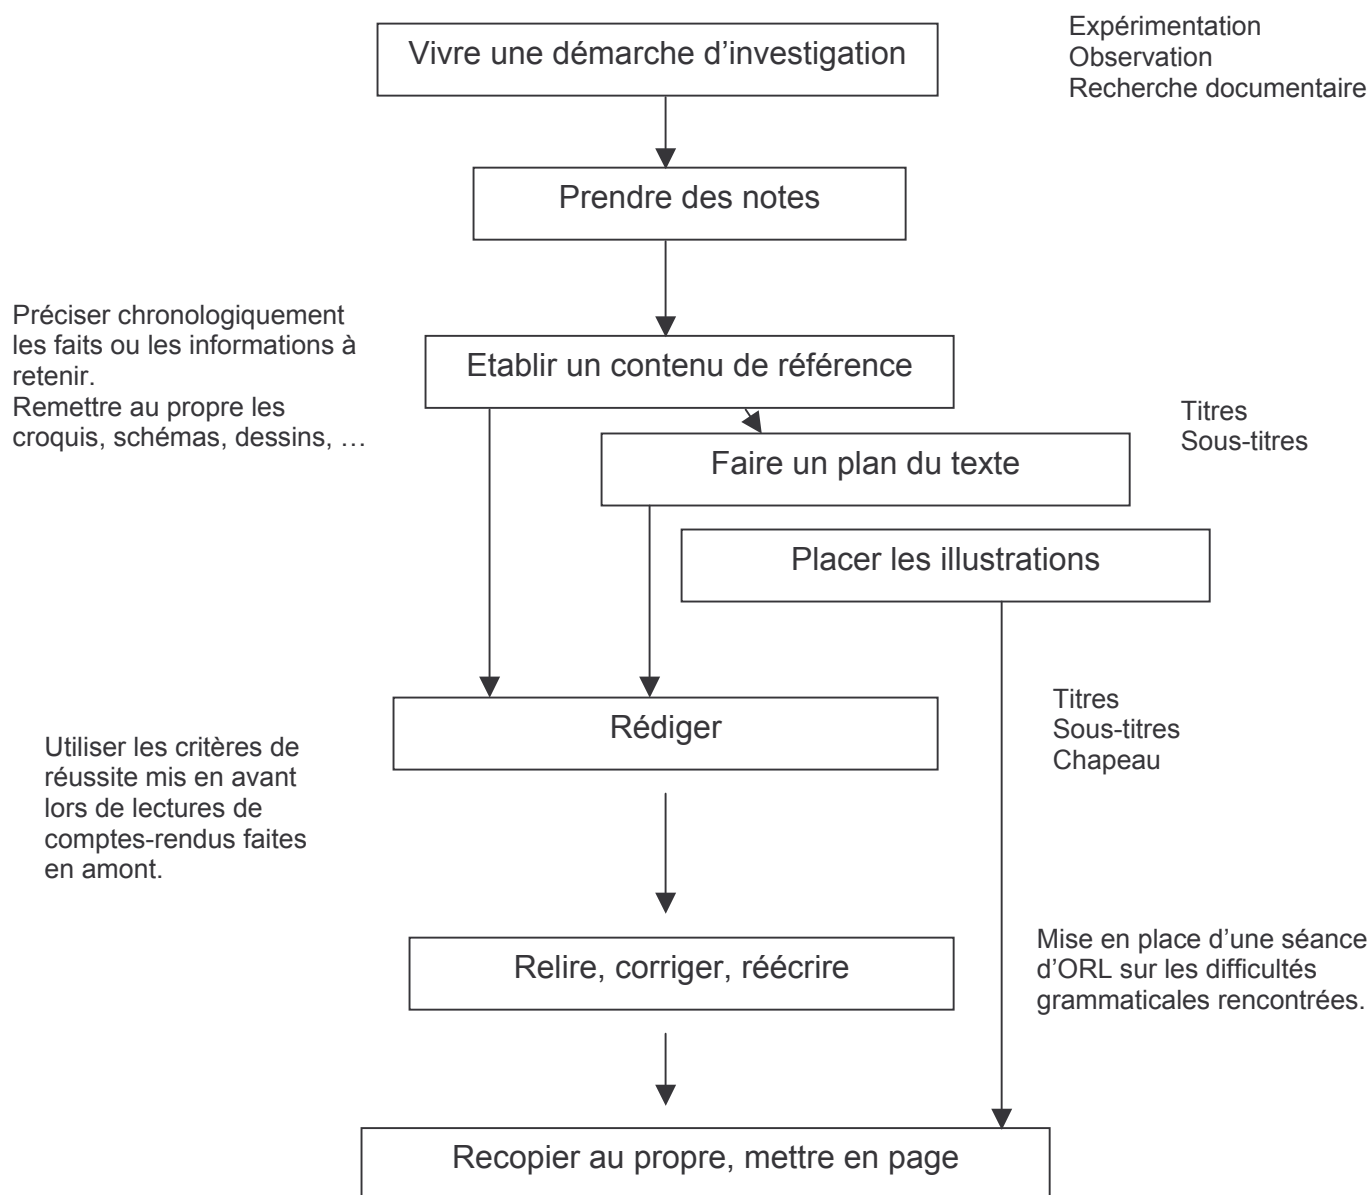 Expérimentation
Observation
Recherche documentaire
Vivre une démarche d’investigation
Prendre des notes
Préciser chronologiquement
les faits ou les informations à
retenir.
Remettre au propre les
croquis, schémas, dessins, …
Etablir un contenu de référence
Titres
Sous-titres
Faire un plan du texte
Placer les illustrations
Titres
Sous-titres
Chapeau
Rédiger
Utiliser les critères de
réussite mis en avant
lors de lectures de
comptes-rendus faites
en amont.
Relire, corriger, réécrire
Mise en place d’une séance
d’ORL sur les difficultés
grammaticales rencontrées.
Recopier au propre, mettre en page